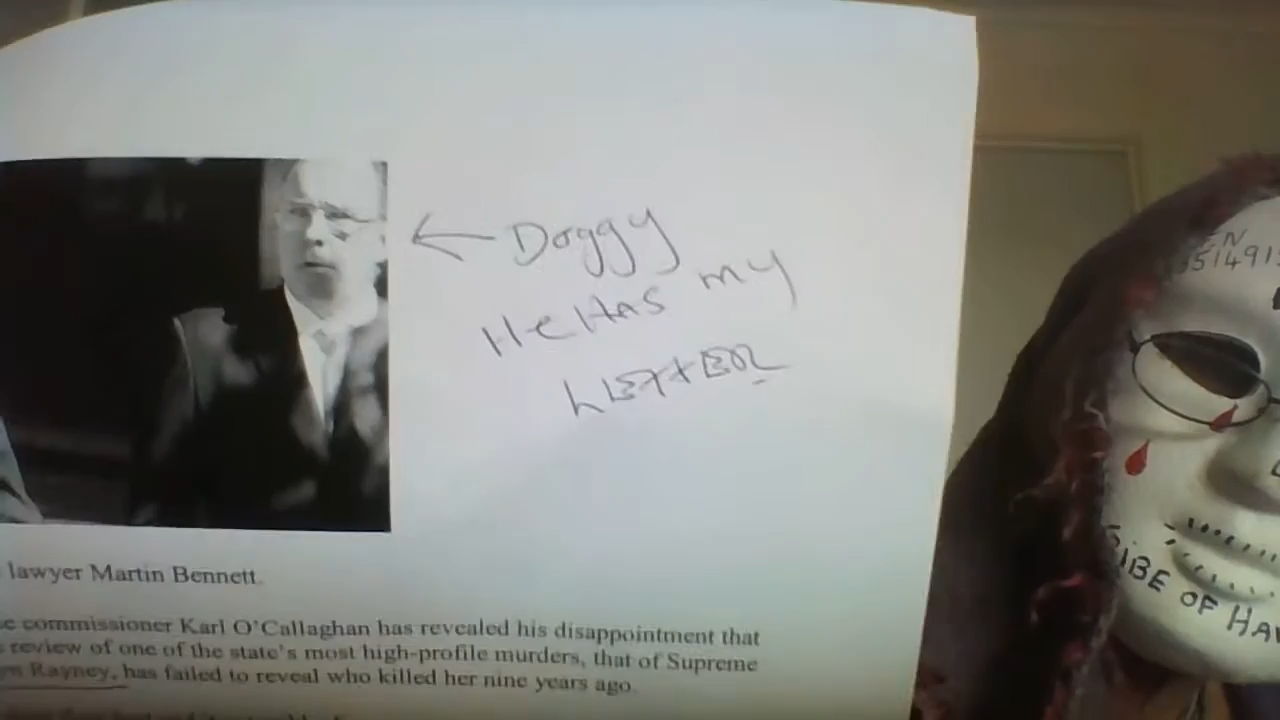 Doggy
He HAS my
LETTER
lawyer Martin Bennett.
commissioner Karl O'Callaghan has revealed his disappointment that
review of one of the state's most high-profile murders, that of Supreme
Rayney, has failed to reveal who killed her nine years ago.
OF